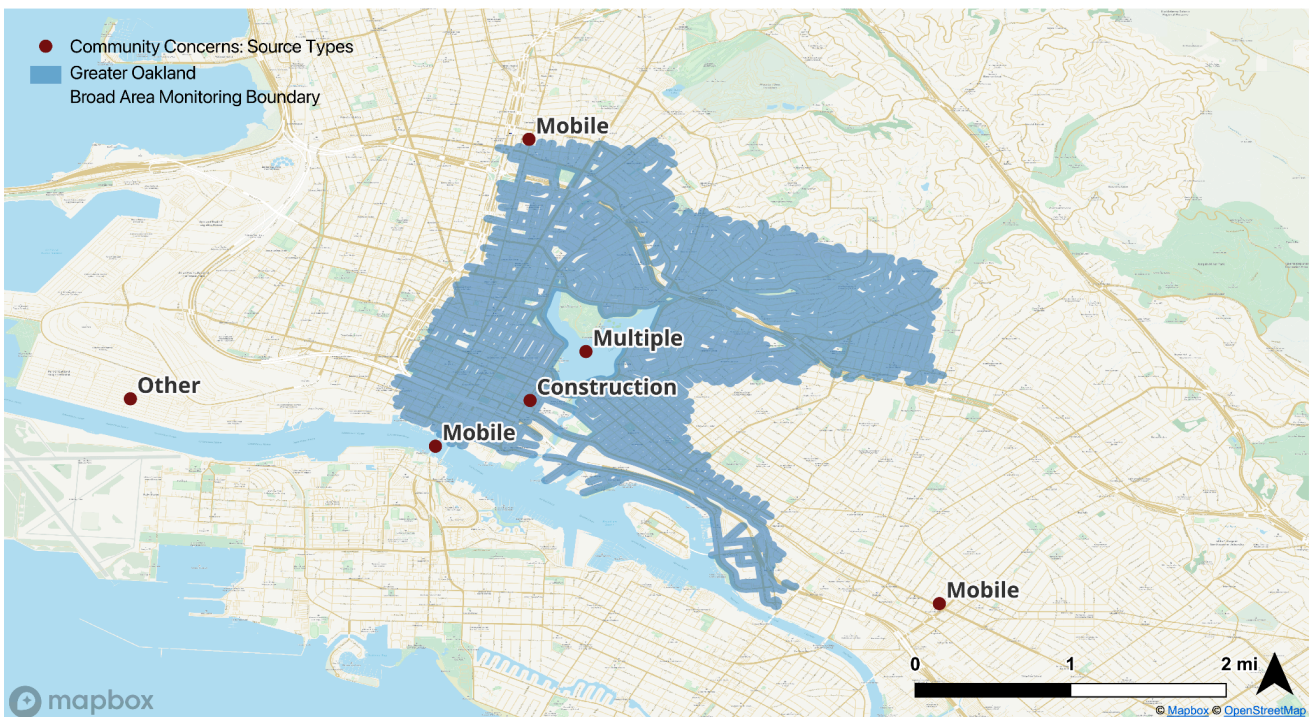 Community Concerns: Source Types
Greater Oakland
Broad Area Monitoring Boundary
Mobile
Multiple
Other
Construction
Mobile
Mobile
0 1 2 mi
mapbox
© Mapbox © OpenStreetMap